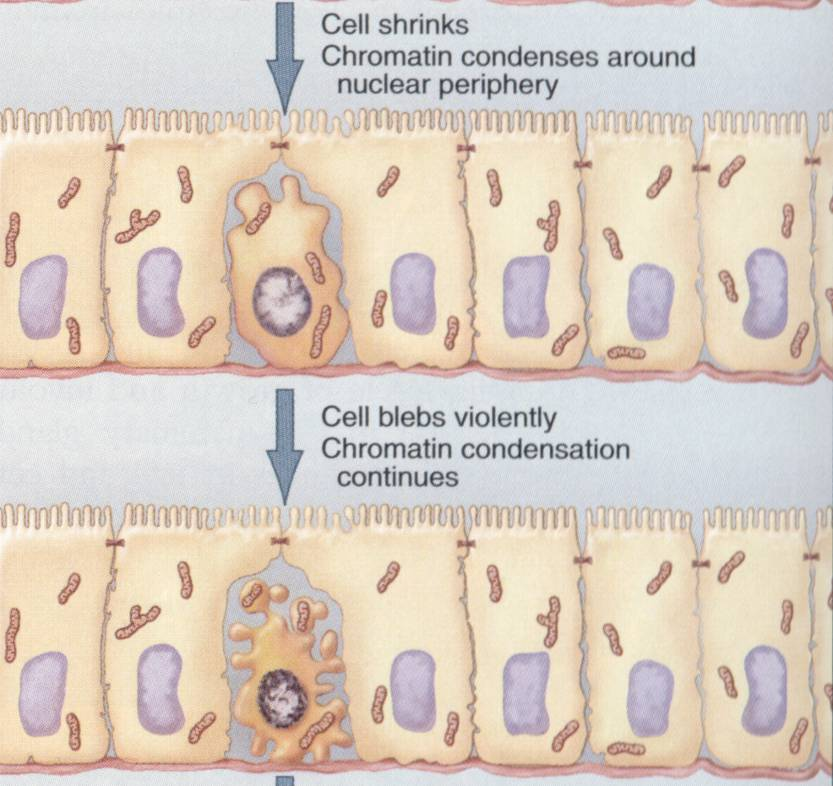 Cell shrinks
Chromatin condenses around
nuclear periphery
Cell blebs violently
Chromatin condensation
continues